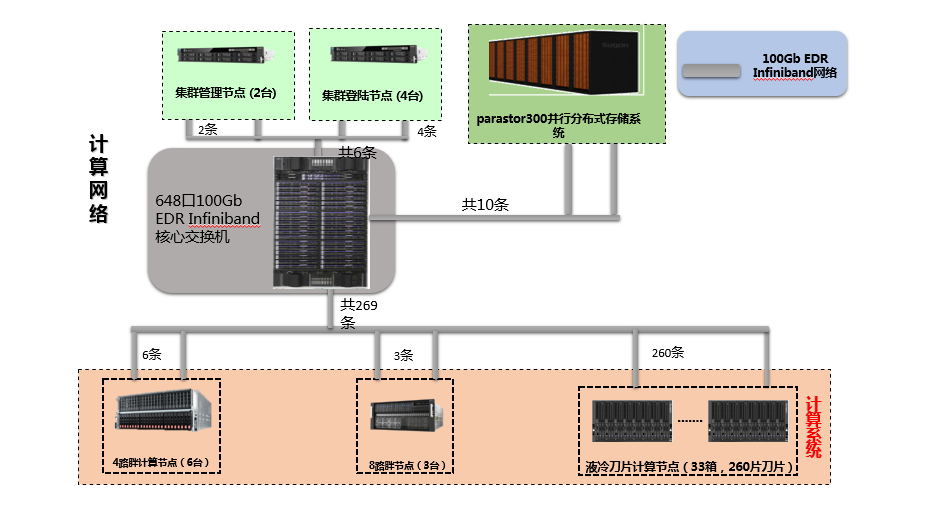 100Gb EDR
Infiniband网络
集群管理节点 (2台)
集群登陆节点 (4台)
parastor300并行分布式存储系
统
2条
4条
共6条
计算网络
648口100Gb
EDR Infiniband
核心交换机
共10条
共269
条
6条
3条
260条
4路胖计算节点（6台）
8路胖节点（3台）
液冷刀片计算节点（33箱，260片刀片）
计算系统